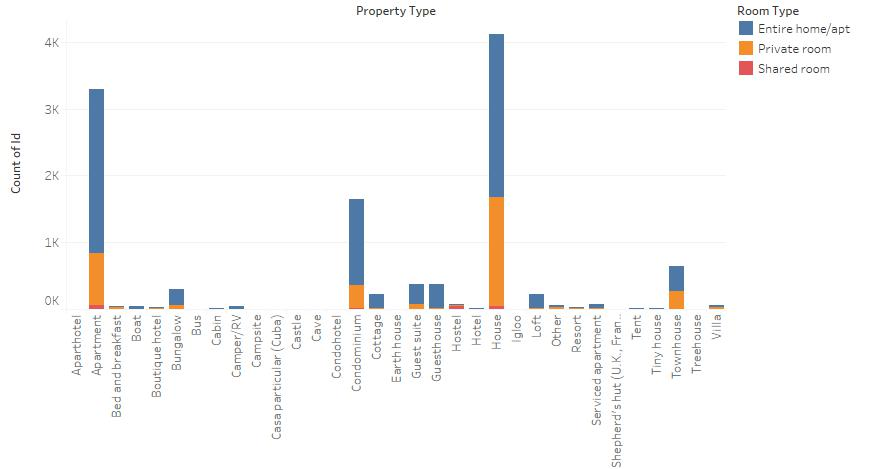 Property Type
Room Type
Entire home/apt
Private room
Shared room
Count of Id
4K
3K
2K
1K
0K
Aparthotel
Apartment
Bed and breakfast
Boat
Boutique hotel
Bungalow
Bus
Cabin
Camper/RV
Campsite
Casa particular (Cuba)
Castle
Cave
Condohotel
Condominium
Cottage
Earth house
Guest suite
Guesthouse
Hostel
Hotel
House
Igloo
Loft
Other
Resort
Serviced apartment
Shepherd's hut (U.K., Fran..
Tent
Tiny house
Townhouse
Treehouse
Villa